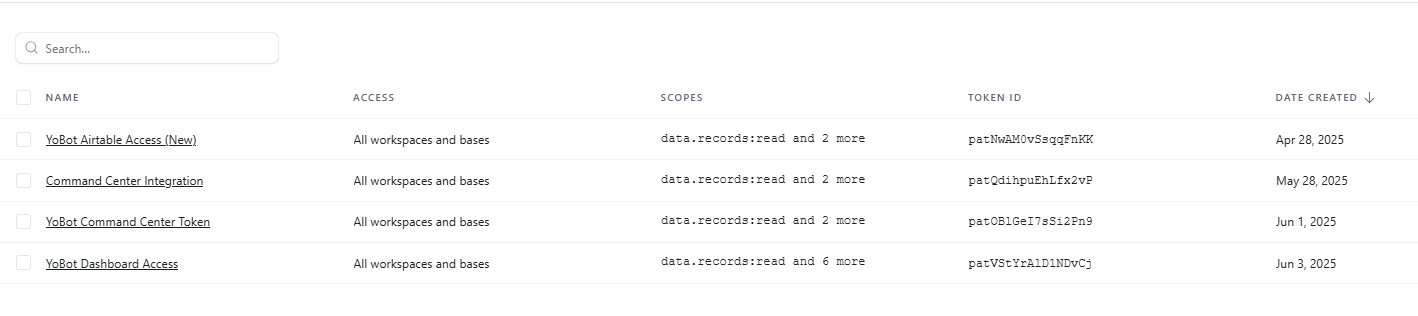 Search...
NAME ACCESS SCOPES TOKEN ID DATE CREATED
YoBot Airtable Access (New) All workspaces and bases data.records:read and 2 more patNwAM0vSsqqFnKK Apr 28, 2025
Command Center Integration All workspaces and bases data.records:read and 2 more patQdihpuEhLfx2vP May 28, 2025
YoBot Command Center Token All workspaces and bases data.records:read and 2 more patOBlGeI7sSi2Pn9 Jun 1, 2025
YoBot Dashboard Access All workspaces and bases data.records:read and 6 more patVStYrAlD1NDvCj Jun 3, 2025